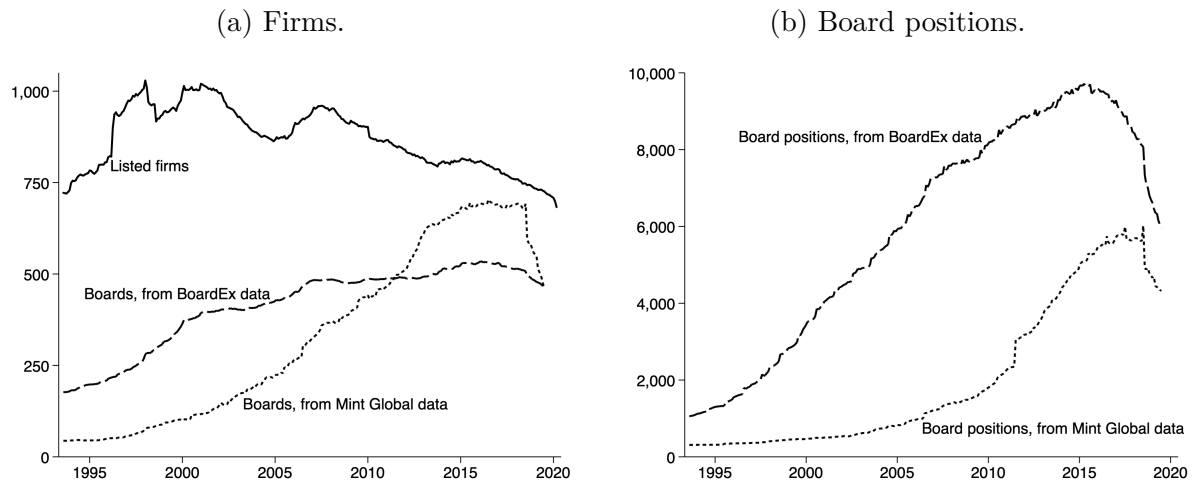 (a) Firms.
1,000
750
500
250
0
Listed firms
Boards, from BoardEx data
Boards, from Mint Global data
1995 2000 2005 2010 2015 2020
(b) Board positions.
10,000
8,000
6,000
4,000
2,000
0
Board positions, from BoardEx data
Board positions, from Mint Global data
1995 2000 2005 2010 2015 2020